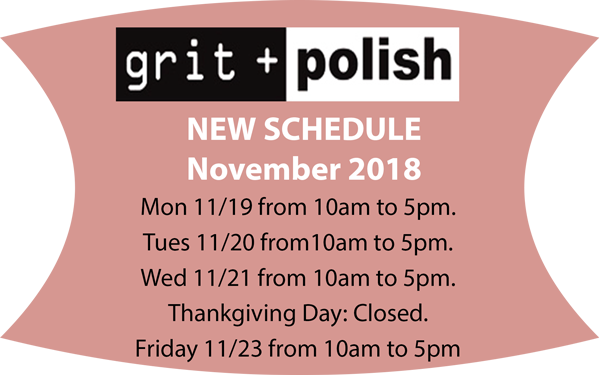 grit + polish
NEW SCHEDULE
November 2018
Mon 11/19 from 10am to 5pm.
Tues 11/20 from10am to 5pm.
Wed 11/21 from 10am to 5pm.
Thankgiving Day: Closed.
Friday 11/23 from 10am to 5pm